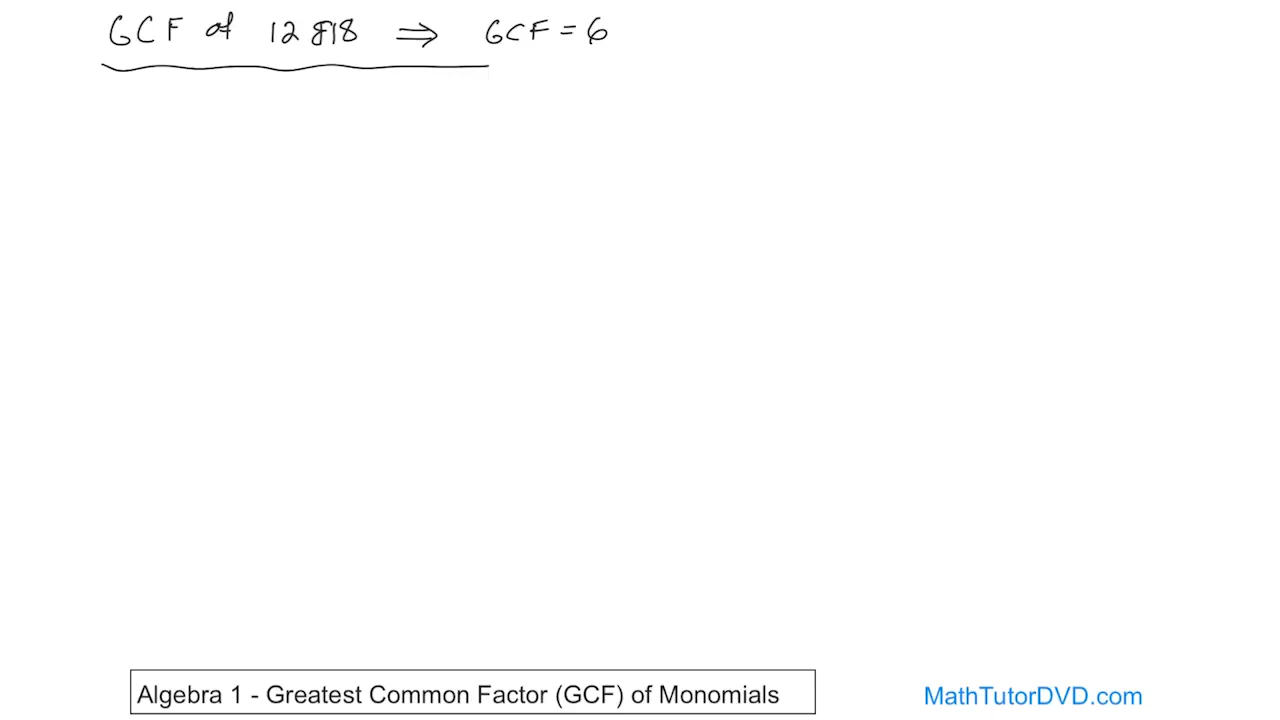 GCF of 12 & 18 ⇒ GCF = 6
Algebra 1 - Greatest Common Factor (GCF) of Monomials
MathTutorDVD.com